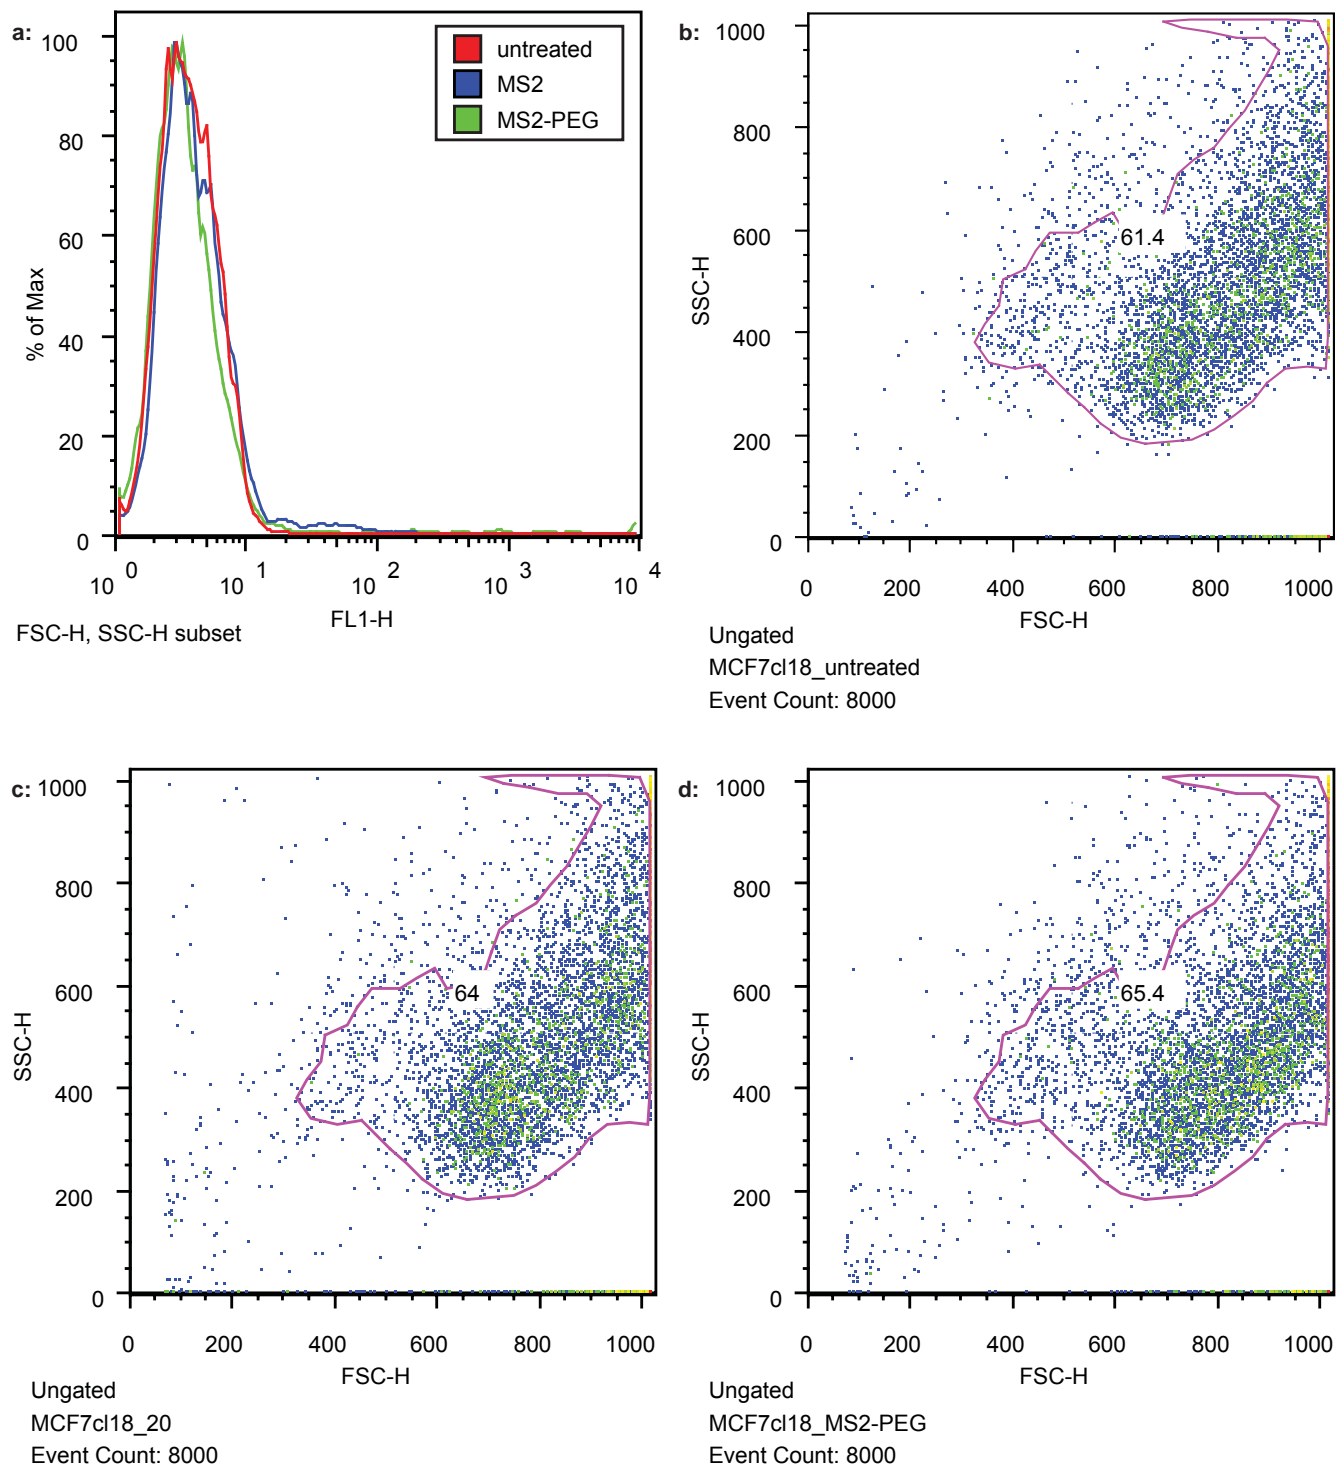 a:
100
80
60
40
20
0
% of Max
untreated
MS2
MS2-PEG
10 0
10 1
10 2
10 3
10 4
FL1-H
FSC-H, SSC-H subset
b:
1000
800
600
400
200
0
SSC-H
61.4
0 200 400 600 800 1000
FSC-H
Ungated
MCF7cl18_untreated
Event Count: 8000
c:
1000
800
600
400
200
0
SSC-H
64
0 200 400 600 800 1000
FSC-H
Ungated
MCF7cl18_20
Event Count: 8000
d:
1000
800
600
400
200
0
SSC-H
65.4
0 200 400 600 800 1000
FSC-H
Ungated
MCF7cl18_MS2-PEG
Event Count: 8000